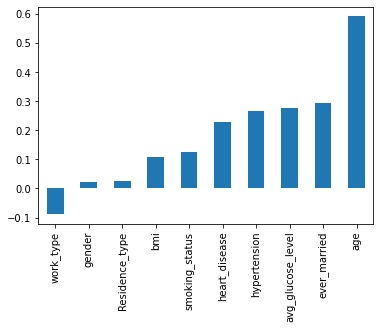 0.6
0.5
0.4
0.3
0.2
0.1
0.0
−0.1
work_type
gender
Residence_type
bmi
smoking_status
heart_disease
hypertension
avg_glucose_level
ever_married
age